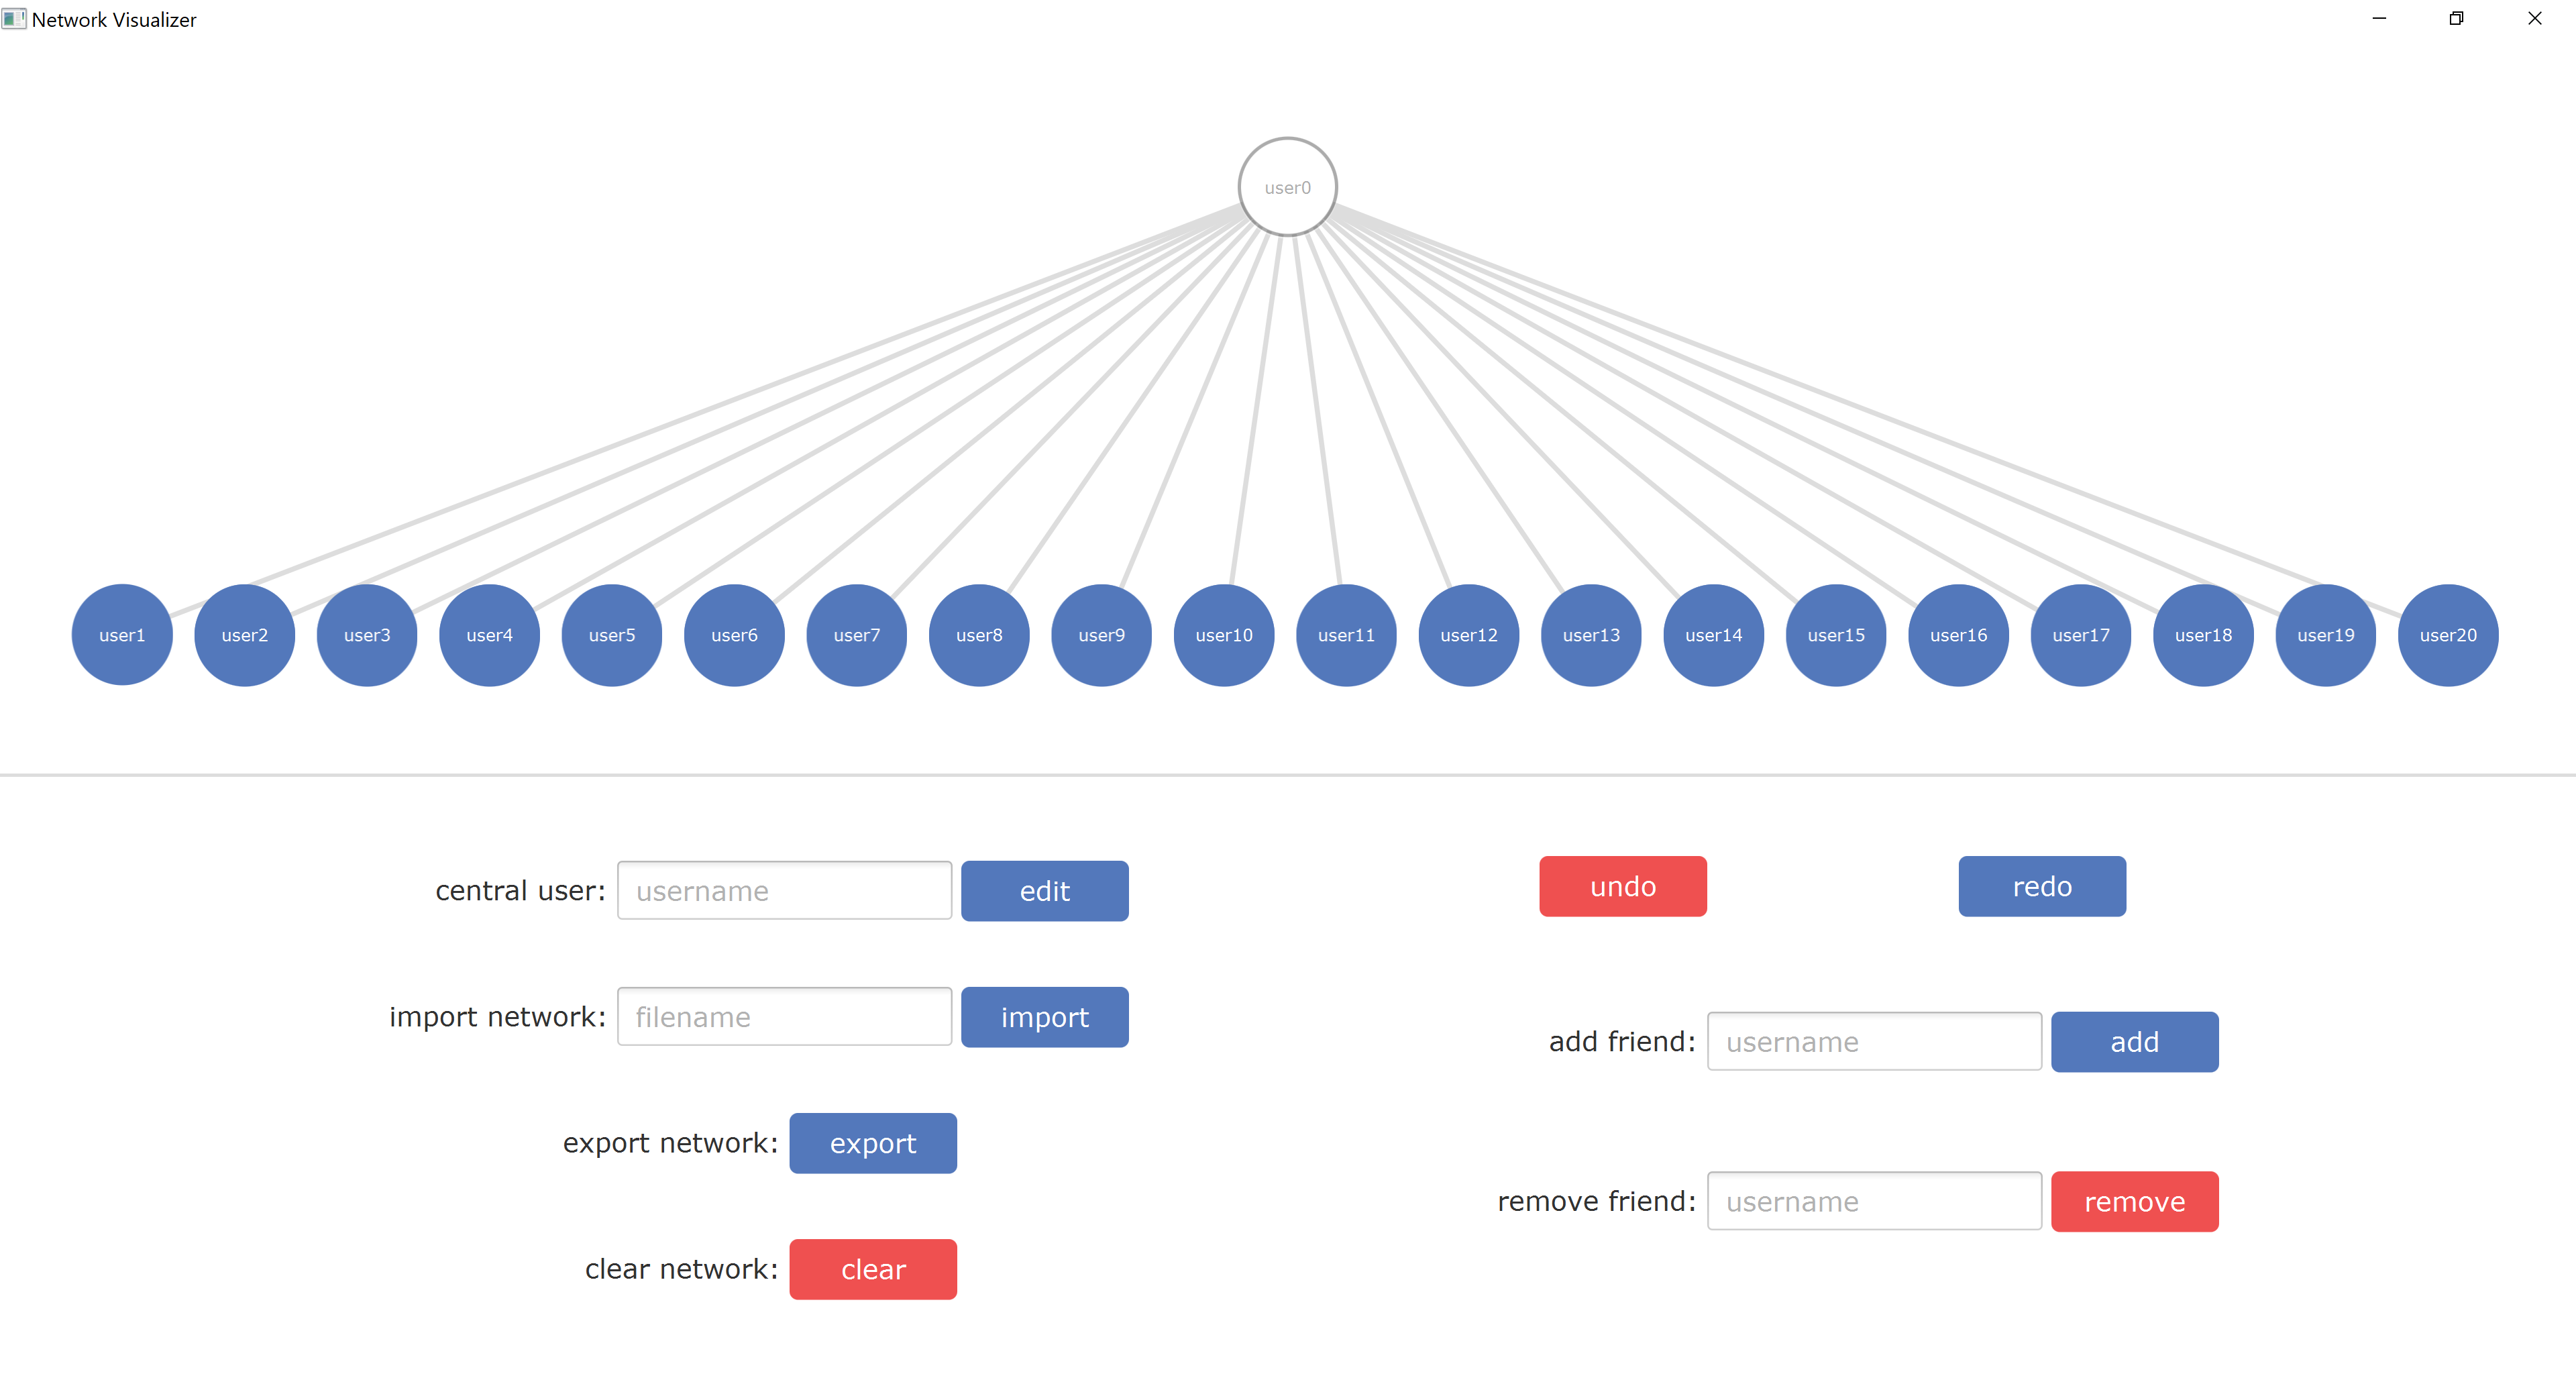 Network Visualizer
user0
user1 user2 user3 user4 user5 user6 user7 user8 user9 user10 user11 user12 user13 user14 user15 user16 user17 user18 user19 user20
central user: username edit
import network: filename import
export network: export
clear network: clear
undo redo
add friend: username add
remove friend: username remove